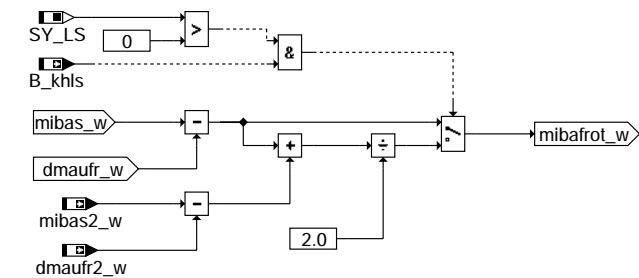 SY_LS
>
0
&
B_khls
mibas_w
-
mibafrot_w
dmaufr_w
+
÷
mibas2_w
-
2.0
dmaufr2_w